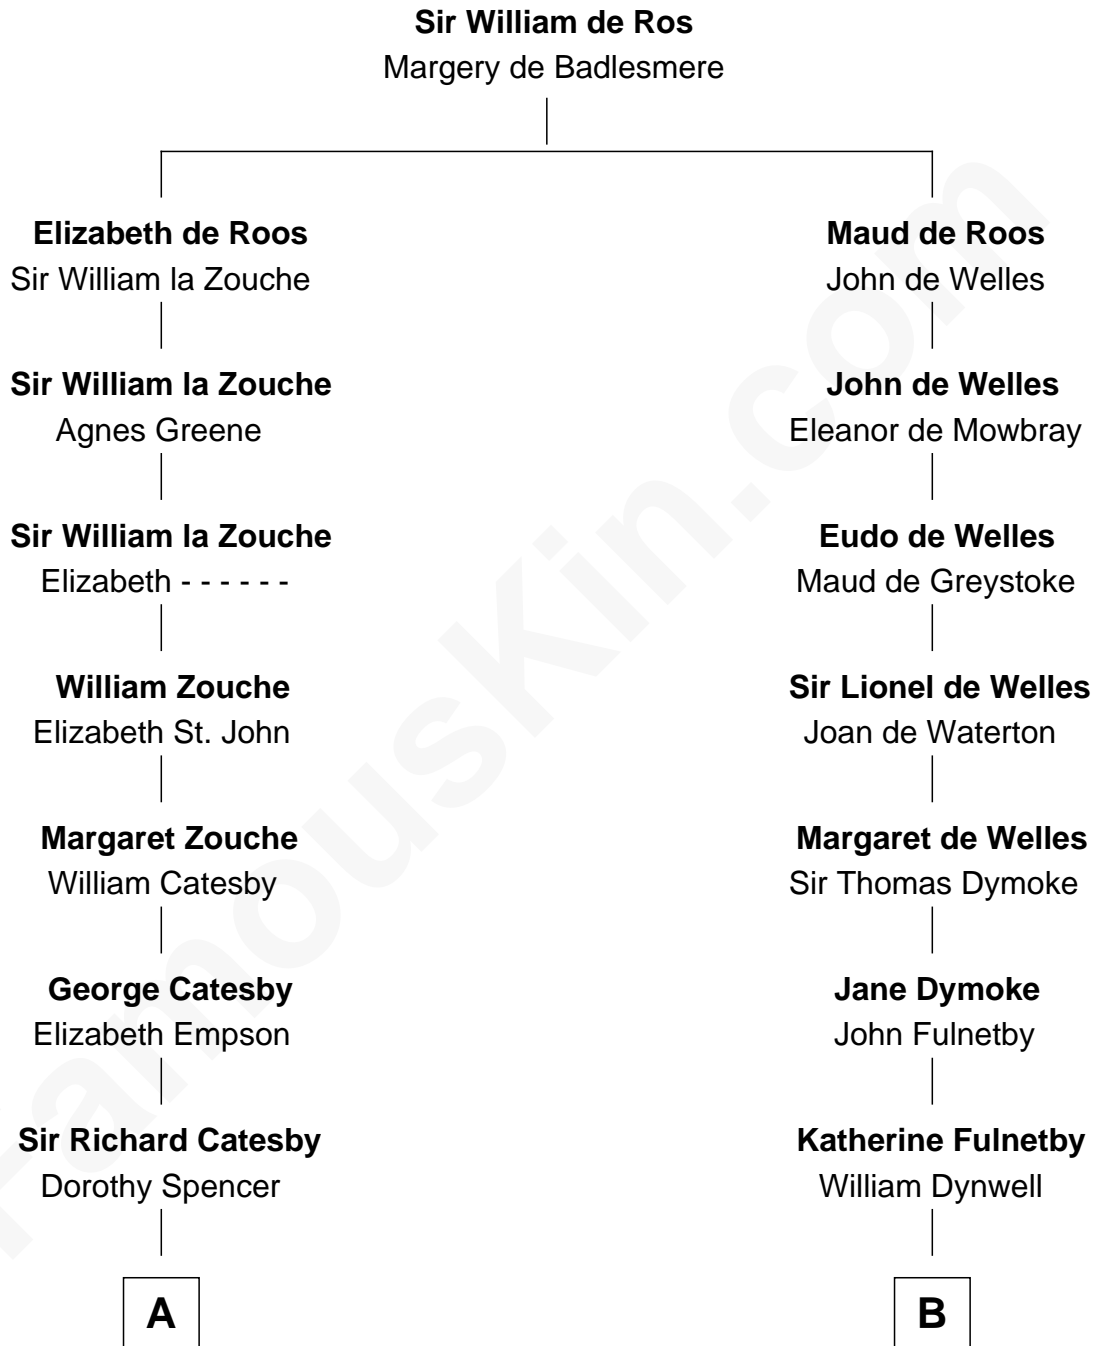 Sir William de Ros
Margery de Badlesmere
Elizabeth de Roos
Sir William la Zouche
Maud de Roos
John de Welles
Sir William la Zouche
Agnes Greene
John de Welles
Eleanor de Mowbray
Sir William la Zouche
Elizabeth - - - - - -
Eudo de Welles
Maud de Greystoke
William Zouche
Elizabeth St. John
Sir Lionel de Welles
Joan de Waterton
Margaret Zouche
William Catesby
Margaret de Welles
Sir Thomas Dymoke
George Catesby
Elizabeth Empson
Jane Dymoke
John Fulnetby
Sir Richard Catesby
Dorothy Spencer
Katherine Fulnetby
William Dynwell
A
B
FamousKin.com